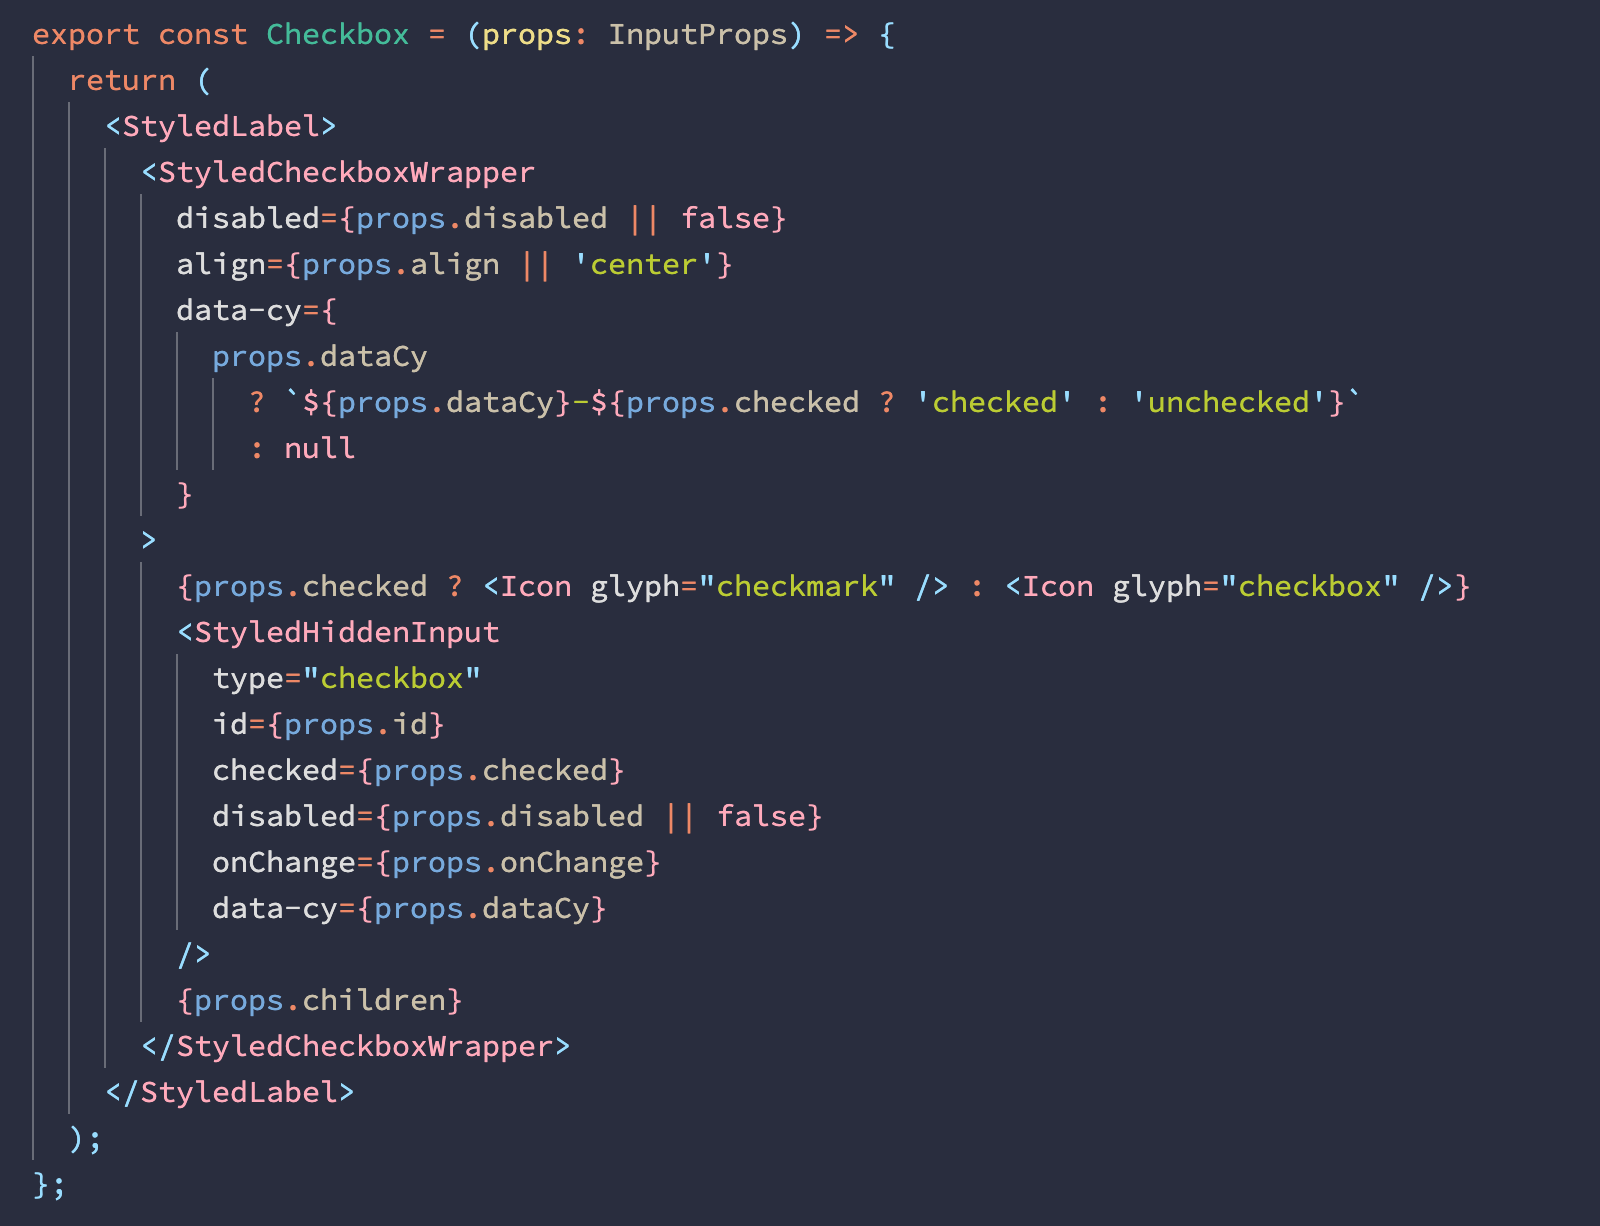 export const Checkbox = (props: InputProps) => {
  return (
    <StyledLabel>
      <StyledCheckboxWrapper
        disabled={props.disabled || false}
        align={props.align || 'center'}
        data-cy={
          props.dataCy
            ? `${props.dataCy}-${props.checked ? 'checked' : 'unchecked'}`
            : null
        }
      >
        {props.checked ? <Icon glyph="checkmark" /> : <Icon glyph="checkbox" />}
        <StyledHiddenInput
          type="checkbox"
          id={props.id}
          checked={props.checked}
          disabled={props.disabled || false}
          onChange={props.onChange}
          data-cy={props.dataCy}
        />
        {props.children}
      </StyledCheckboxWrapper>
    </StyledLabel>
  );
};